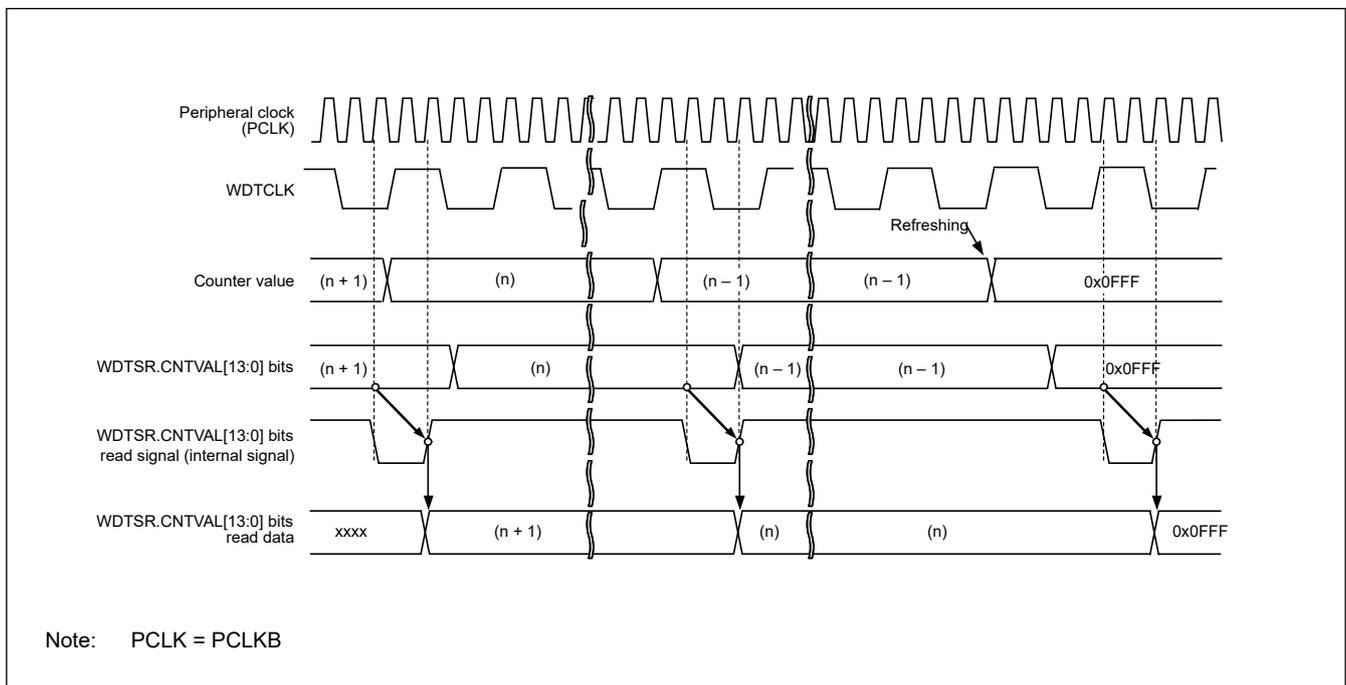 Peripheral clock
(PCLK)
WDTCLK
Refreshing
Counter value
(n + 1)
(n)
(n – 1)
(n – 1)
0x0FFF
WDTSR.CNTVAL[13:0] bits
(n + 1)
(n)
(n – 1)
(n – 1)
0x0FFF
WDTSR.CNTVAL[13:0] bits
read signal (internal signal)
WDTSR.CNTVAL[13:0] bits
read data
xxxx
(n + 1)
(n)
(n)
0x0FFF
Note: PCLK = PCLKB